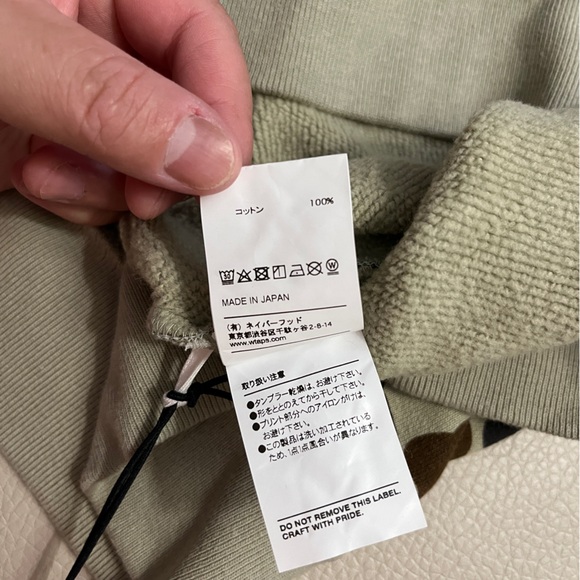 コットン 100%
MADE IN JAPAN
(有) ネイバーフッド
東京都渋谷区千駄ヶ谷2-8-14
www.wtaps.com
取り扱い注意
●タンブラー乾燥は、お避け下さい。
●形をととのえてから干して下さい。
●プリント部分へのアイロンがけは、
お避け下さい。
●この製品は洗い加工されている
ため、1点1点風合いが異なります。
DO NOT REMOVE THIS LABEL.
CRAFT WITH PRIDE.